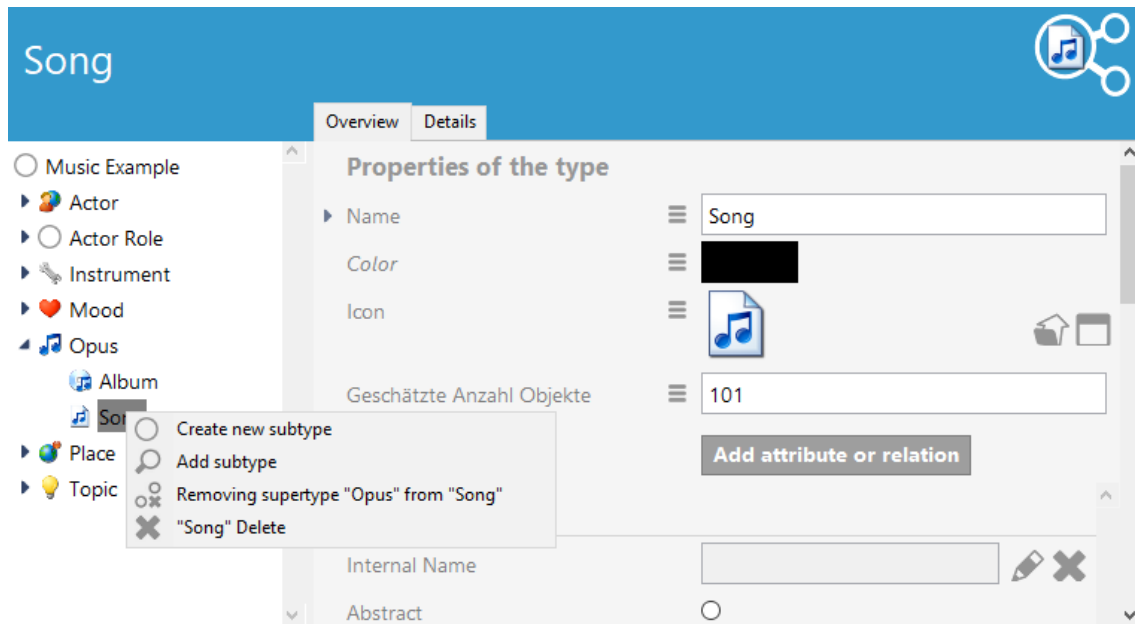 Song
Overview
Details
Music Example
Actor
Actor Role
Instrument
Mood
Opus
Album
Place
Topic
Create new subtype
Add subtype
Removing supertype "Opus" from "Song"
"Song" Delete
Properties of the type
Name
Song
Color
Icon
Geschätzte Anzahl Objekte
101
Add attribute or relation
Internal Name
Abstract